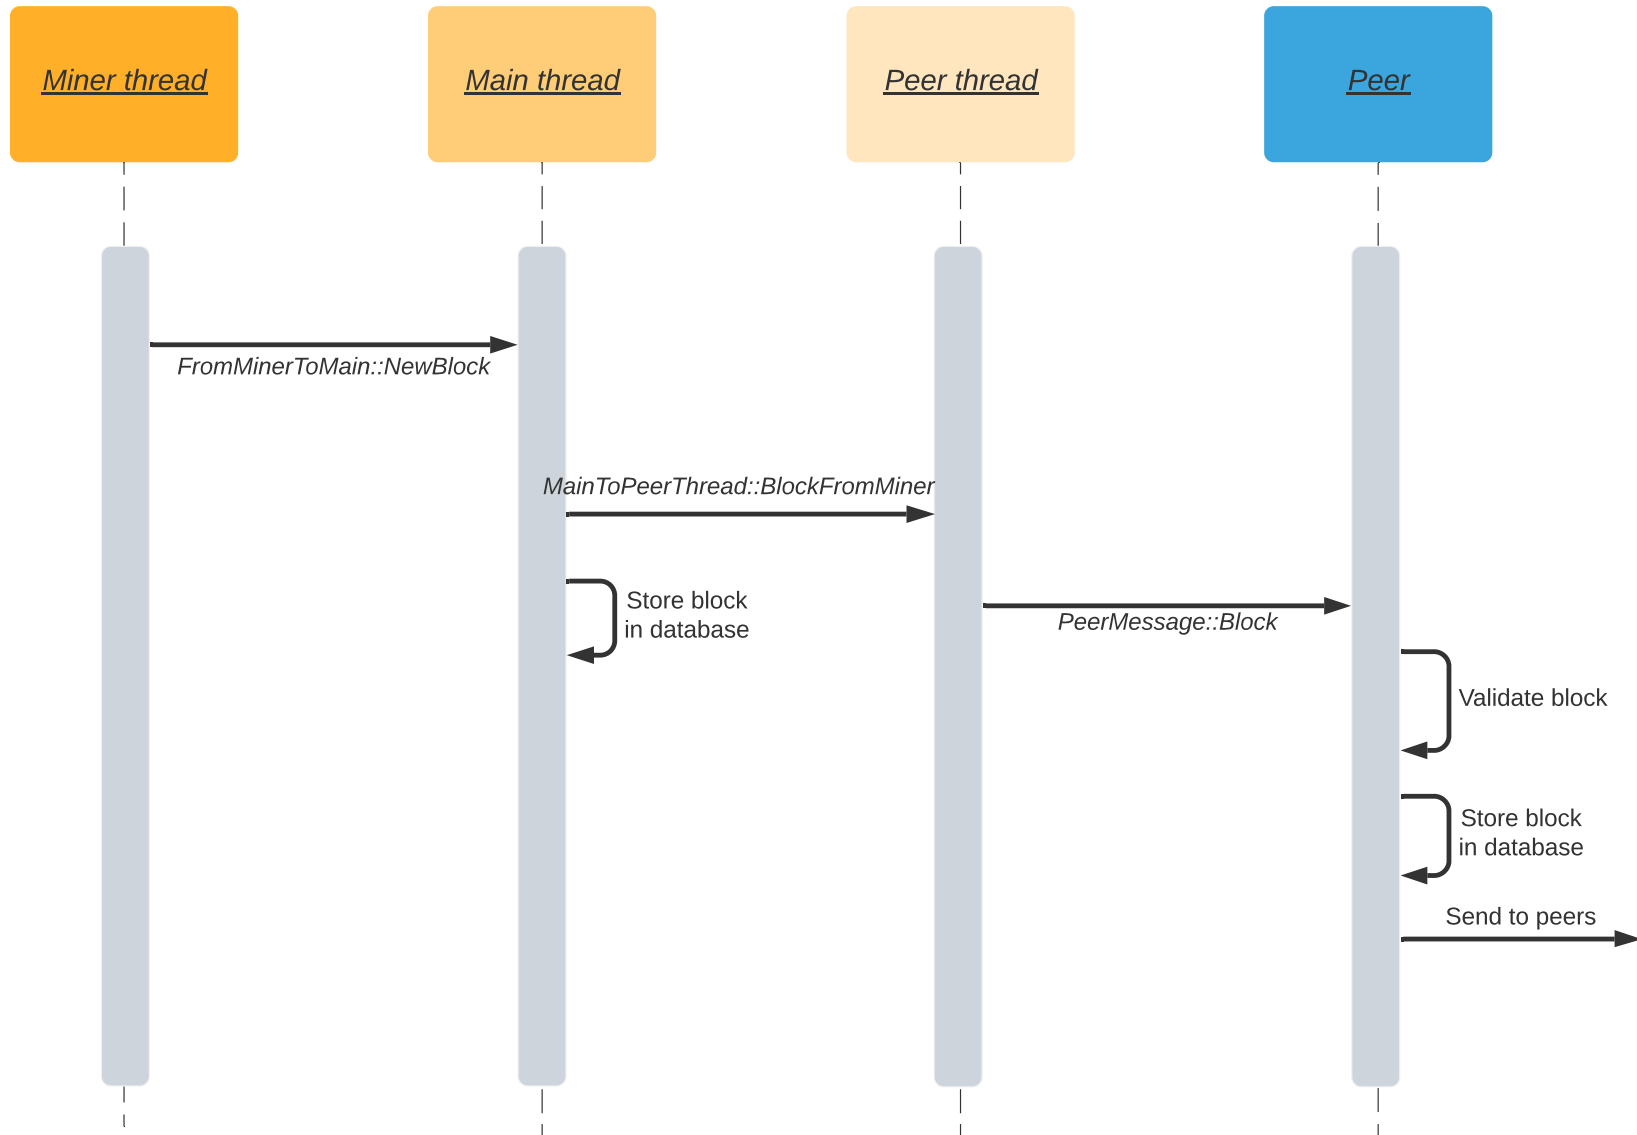 Miner thread
Main thread
Peer thread
Peer
FromMinerToMain::NewBlock
MainToPeerThread::BlockFromMiner
Store block
in database
PeerMessage::Block
Validate block
Store block
in database
Send to peers